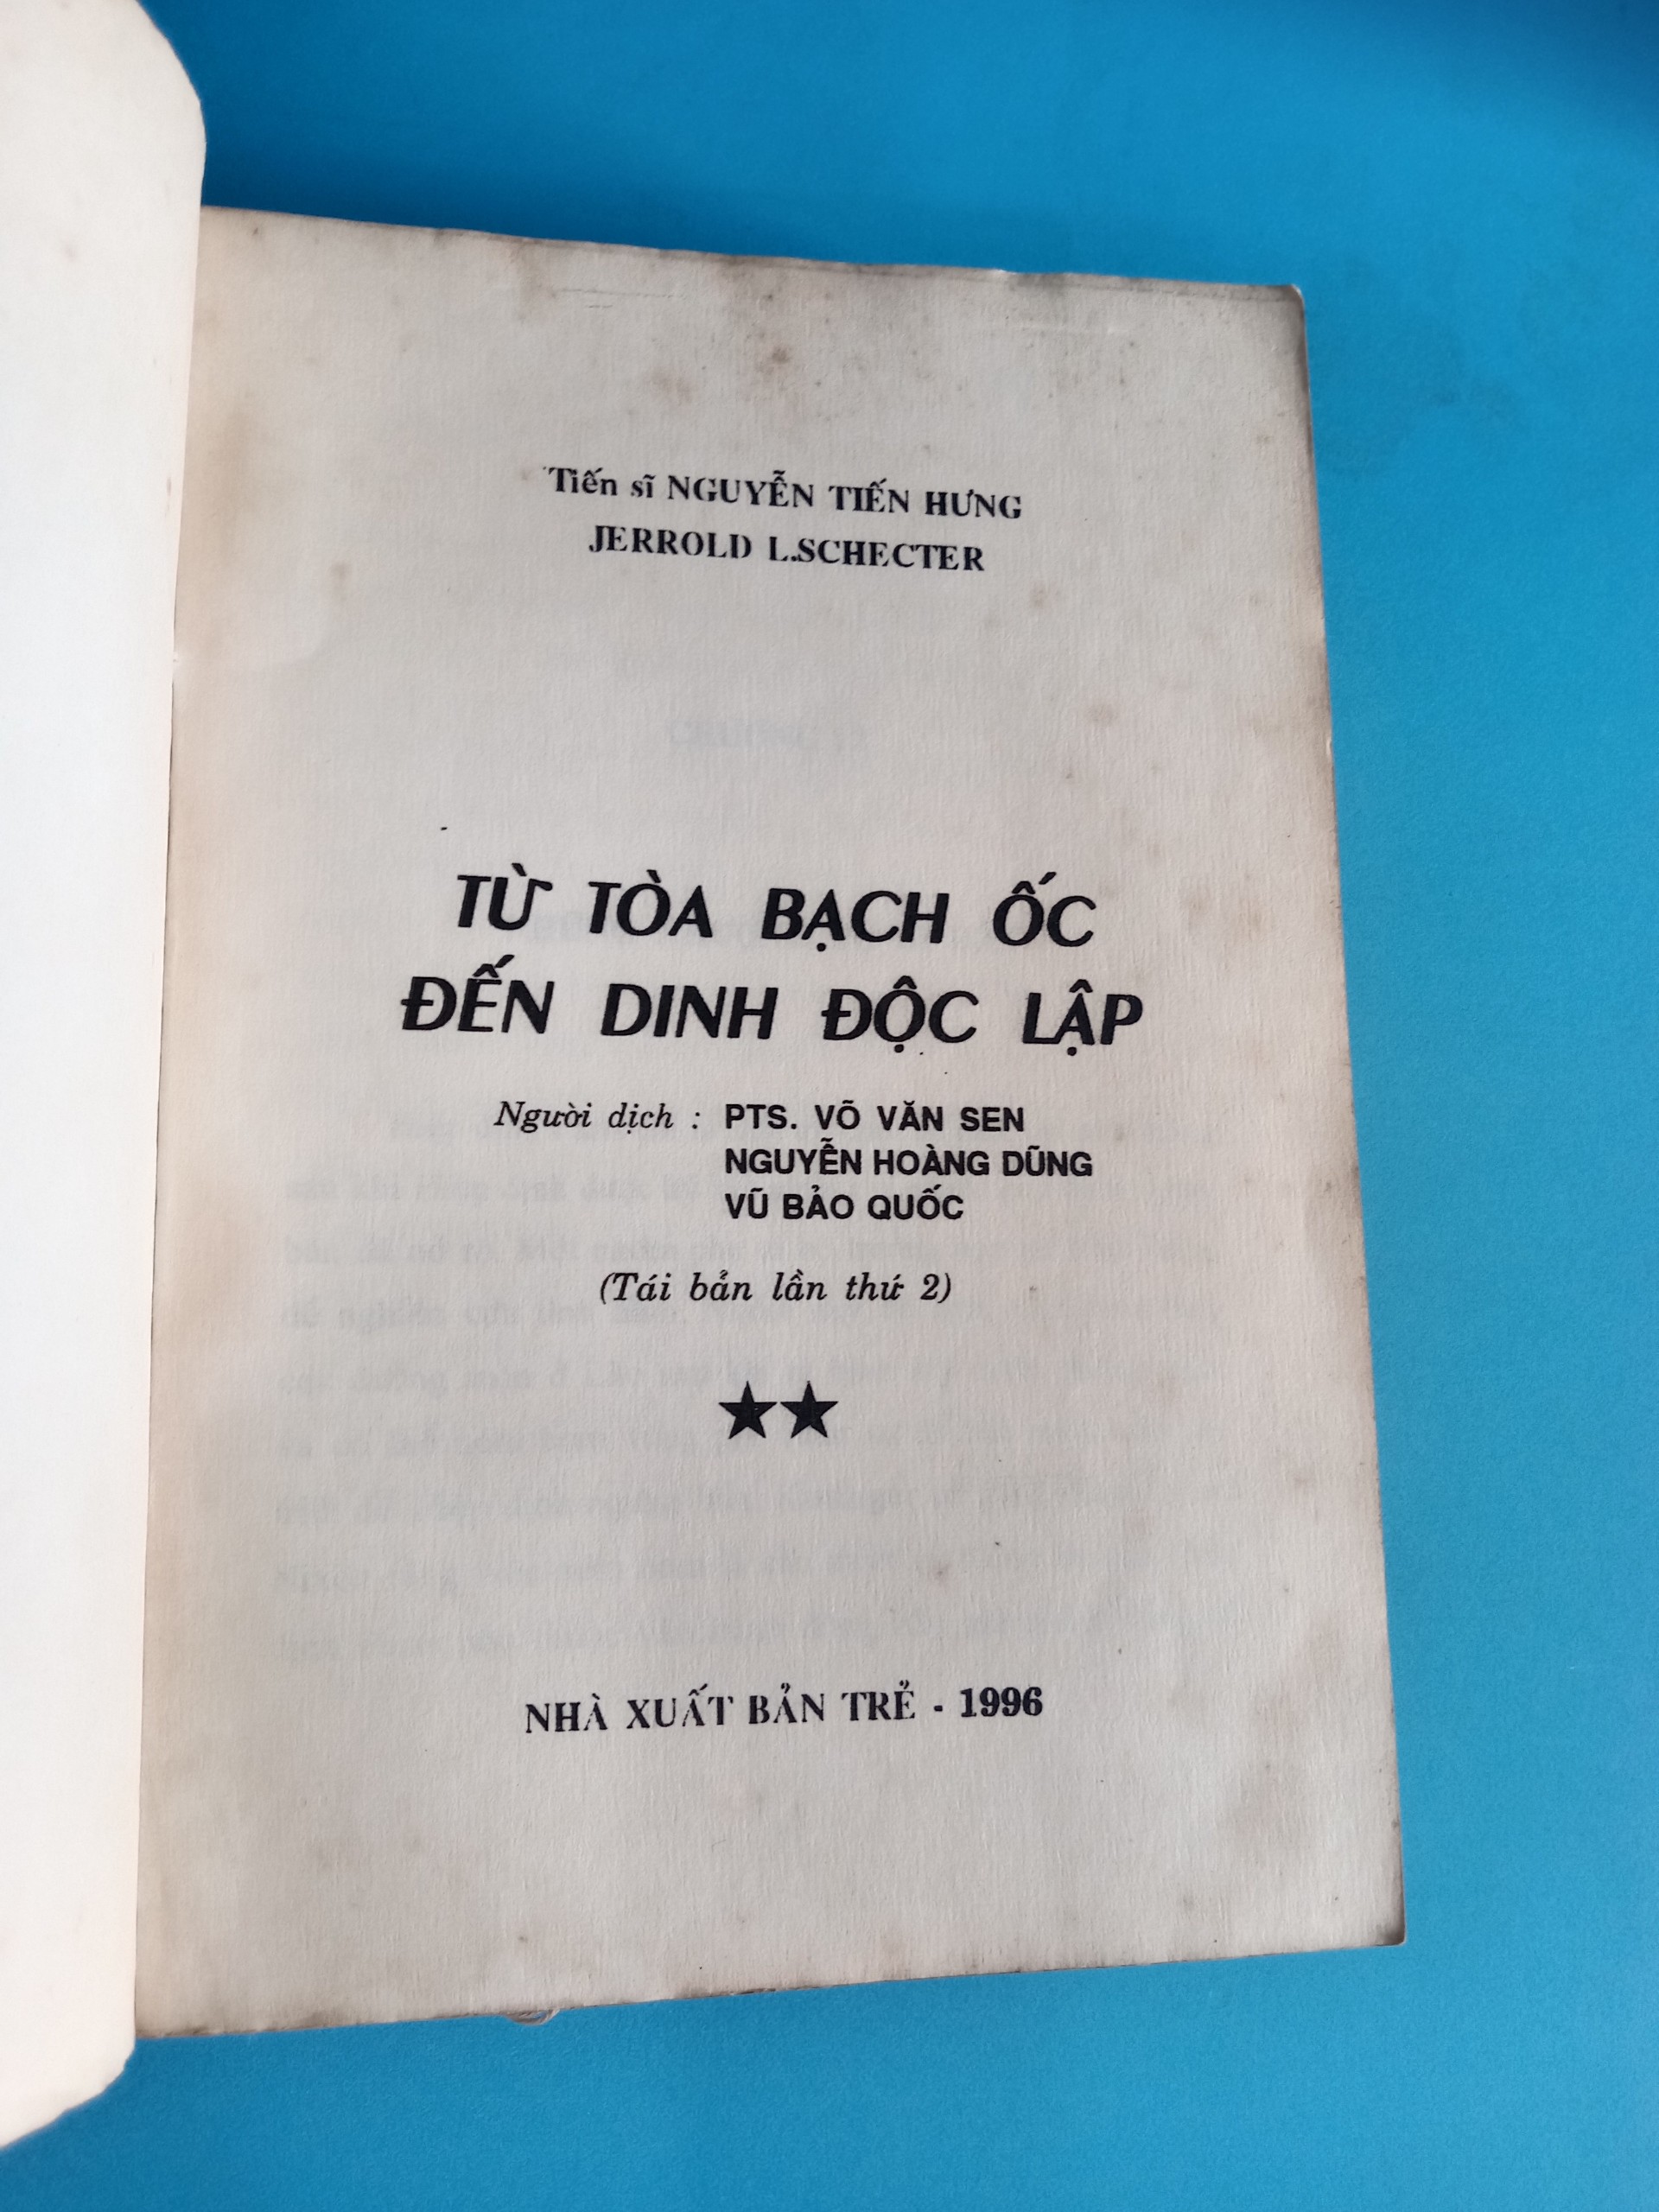 Tiến sĩ NGUYỄN TIẾN HƯNG
JERROLD L.SCHECTER
TỪ TÒA BẠCH ỐC
ĐẾN DINH ĐỘC LẬP
Người dịch : PTS. VÕ VĂN SEN
NGUYỄN HOÀNG DŨNG
VŨ BẢO QUỐC
(Tái bản lần thứ 2)
★★
NHÀ XUẤT BẢN TRẺ - 1996